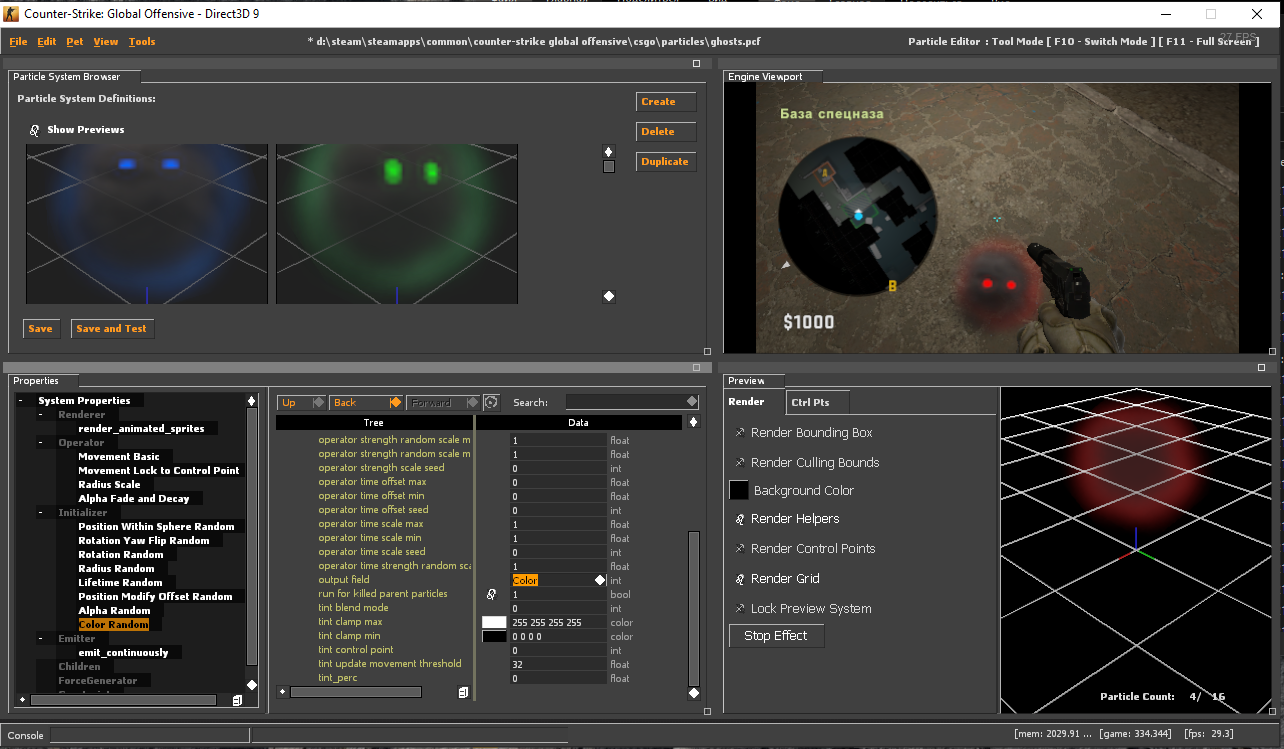 Counter-Strike: Global Offensive - Direct3D 9
File Edit Pet View Tools
* d:\steam\steamapps\common\counter-strike global offensive\csgo\particles\ghosts.pcf
Particle Editor : Tool Mode [ F10 - Switch Mode ] [ F11 - Full Screen ]
27 FPS
Particle System Browser
Particle System Definitions:
Show Previews
Create
Delete
Duplicate
Save
Save and Test
Engine Viewport
База спецназа
A
B
$1000
Properties
- System Properties
- Renderer
render_animated_sprites
- Operator
Movement Basic
Movement Lock to Control Point
Radius Scale
Alpha Fade and Decay
- Initializer
Position Within Sphere Random
Rotation Yaw Flip Random
Rotation Random
Radius Random
Lifetime Random
Position Modify Offset Random
Alpha Random
Color Random
- Emitter
emit_continuously
Children
ForceGenerator
Up
Back
Forward
Search:
Tree Data
operator strength random scale m 1 float
operator strength random scale m 1 float
operator strength scale seed 0 int
operator time offset max 0 float
operator time offset min 0 float
operator time offset seed 0 int
operator time scale max 1 float
operator time scale min 1 float
operator time scale seed 0 int
operator time strength random sca 1 float
output field Color int
run for killed parent particles 1 bool
tint blend mode 0 int
tint clamp max 255 255 255 255 color
tint clamp min 0 0 0 0 color
tint control point 0 int
tint update movement threshold 32 float
tint_perc 0 float
Preview
Render
Ctrl Pts
Render Bounding Box
Render Culling Bounds
Background Color
Render Helpers
Render Control Points
Render Grid
Lock Preview System
Stop Effect
Particle Count: 4/ 16
Console
[mem: 2029.91 ... [game: 334.344] [fps: 29.3]